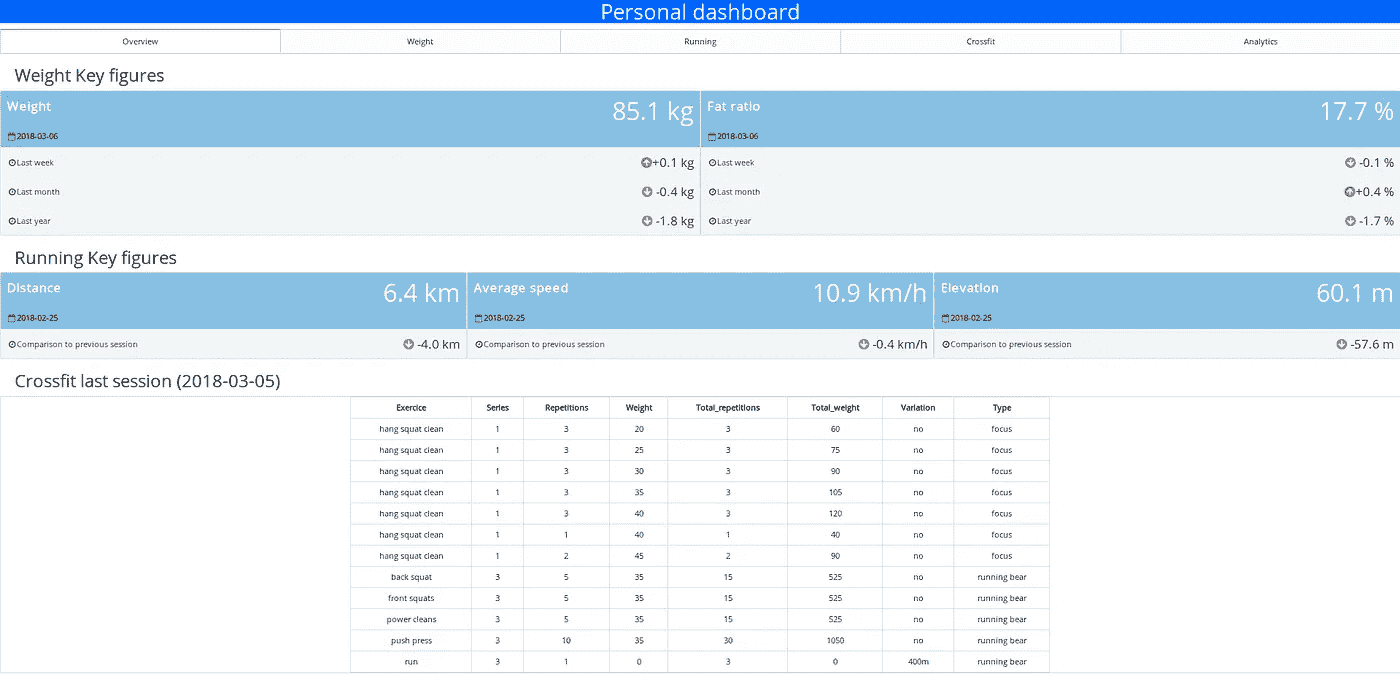 Personal dashboard
Overview Weight Running Crossfit Analytics
Weight Key figures
Weight 85.1 kg Fat ratio 17.7 %
2018-03-06 2018-03-06
Last week +0.1 kg Last week -0.1 %
Last month -0.4 kg Last month +0.4 %
Last year -1.8 kg Last year -1.7 %
Running Key figures
Distance 6.4 km Average speed 10.9 km/h Elevation 60.1 m
2018-02-25 2018-02-25 2018-02-25
Comparison to previous session -4.0 km Comparison to previous session -0.4 km/h Comparison to previous session -57.6 m
Crossfit last session (2018-03-05)
Exercice Series Repetitions Weight Total_repetitions Total_weight Variation Type
hang squat clean 1 3 20 3 60 no focus
hang squat clean 1 3 25 3 75 no focus
hang squat clean 1 3 30 3 90 no focus
hang squat clean 1 3 35 3 105 no focus
hang squat clean 1 3 40 3 120 no focus
hang squat clean 1 1 40 1 40 no focus
hang squat clean 1 2 45 2 90 no focus
back squat 3 5 35 15 525 no running bear
front squats 3 5 35 15 525 no running bear
power cleans 3 5 35 15 525 no running bear
push press 3 10 35 30 1050 no running bear
run 3 1 0 3 0 400m running bear